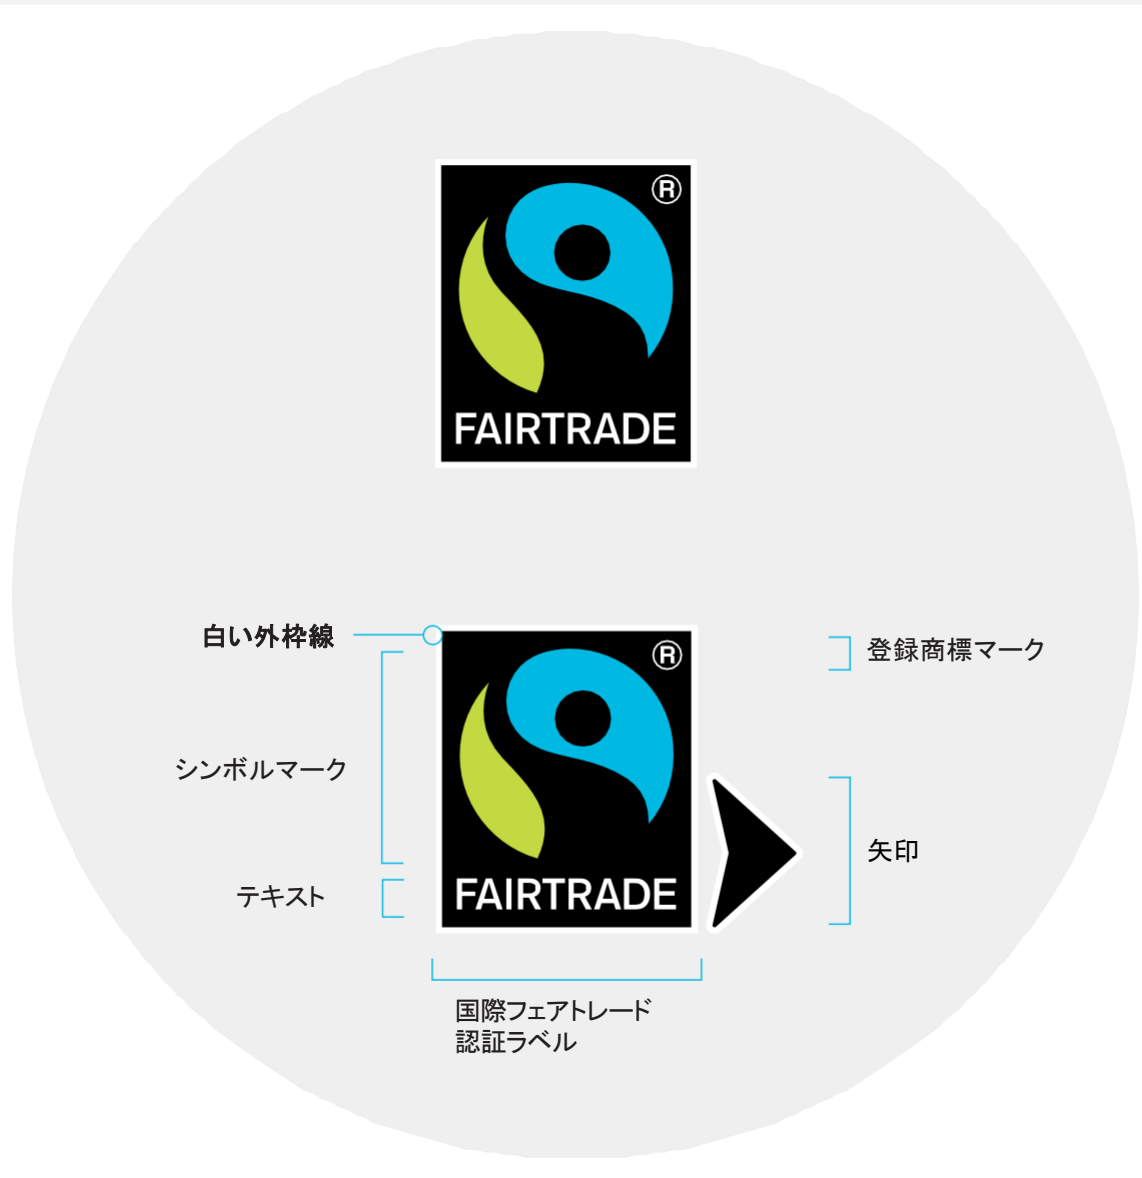 ®
FAIRTRADE
白い外枠線
®
登録商標マーク
シンボルマーク
矢印
テキスト
FAIRTRADE
国際フェアトレード
認証ラベル